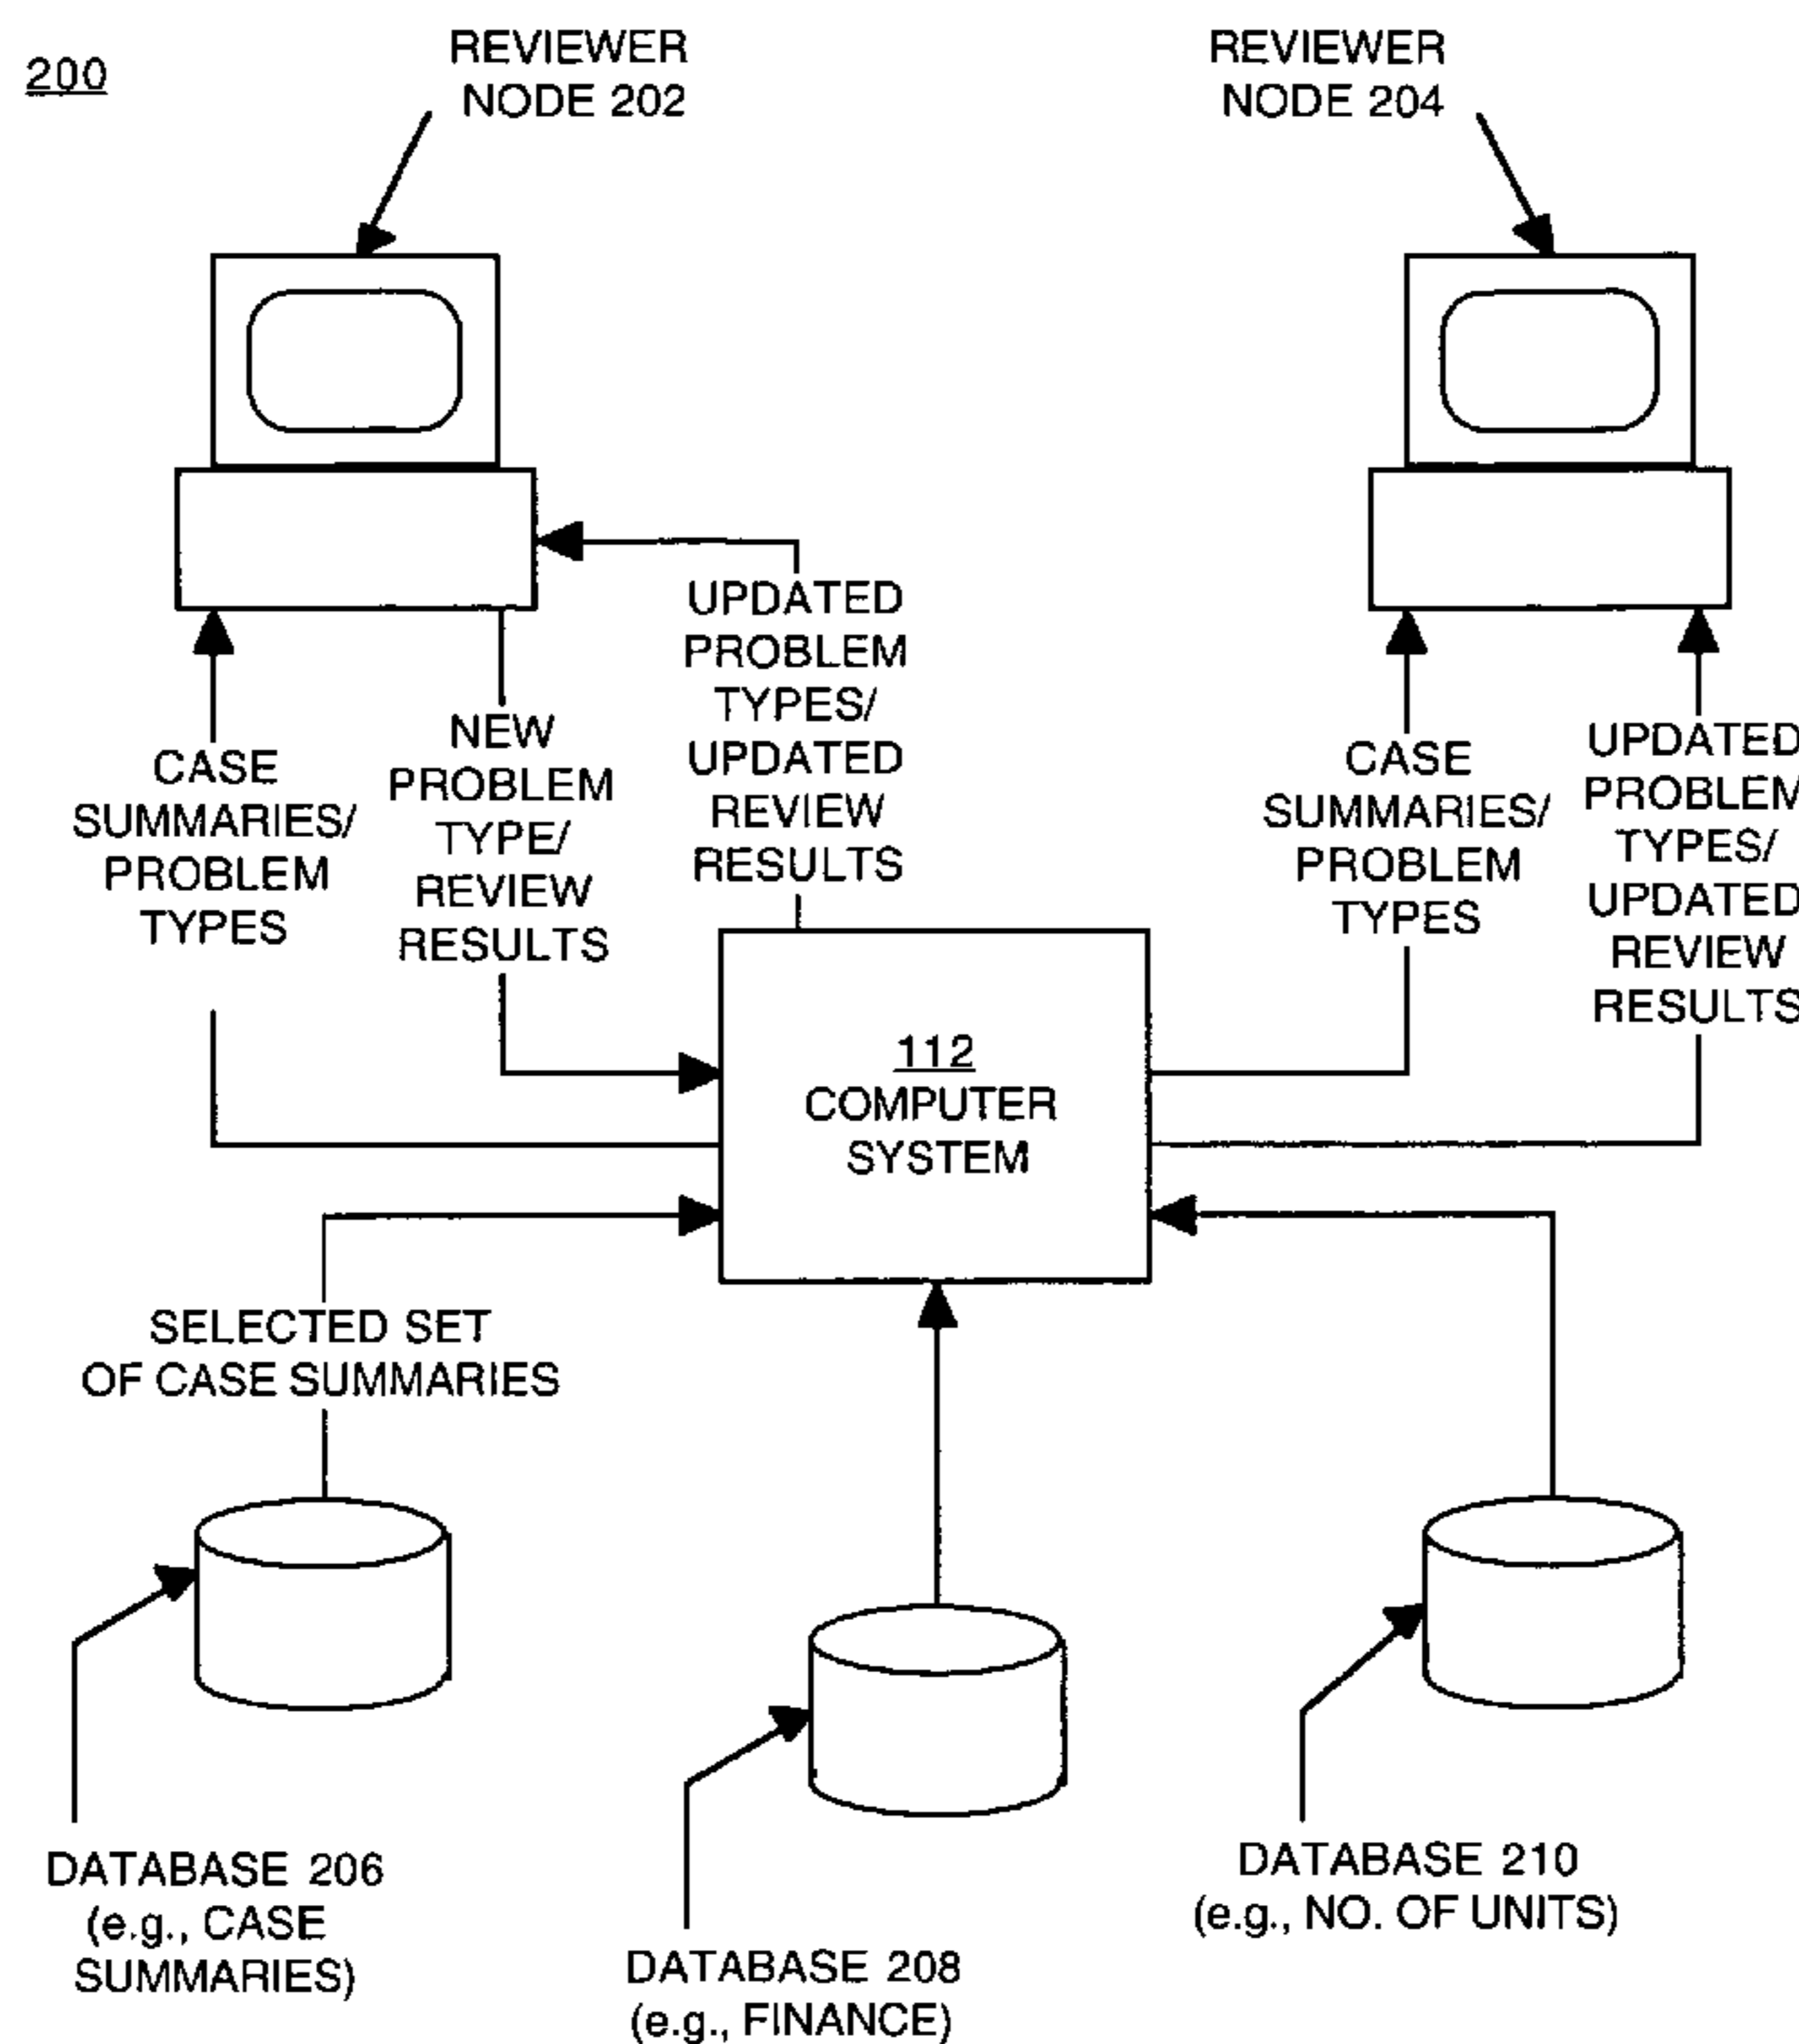 200
REVIEWER
NODE 202
REVIEWER
NODE 204
UPDATED
PROBLEM
TYPES/
UPDATED
REVIEW
RESULTS
NEW
PROBLEM
TYPE/
REVIEW
RESULTS
CASE
SUMMARIES/
PROBLEM
TYPES
CASE
SUMMARIES/
PROBLEM
TYPES
UPDATED
PROBLEM
TYPES/
UPDATED
REVIEW
RESULTS
112
COMPUTER
SYSTEM
SELECTED SET
OF CASE SUMMARIES
DATABASE 206
(e.g., CASE
SUMMARIES)
DATABASE 208
(e.g., FINANCE)
DATABASE 210
(e.g., NO. OF UNITS)